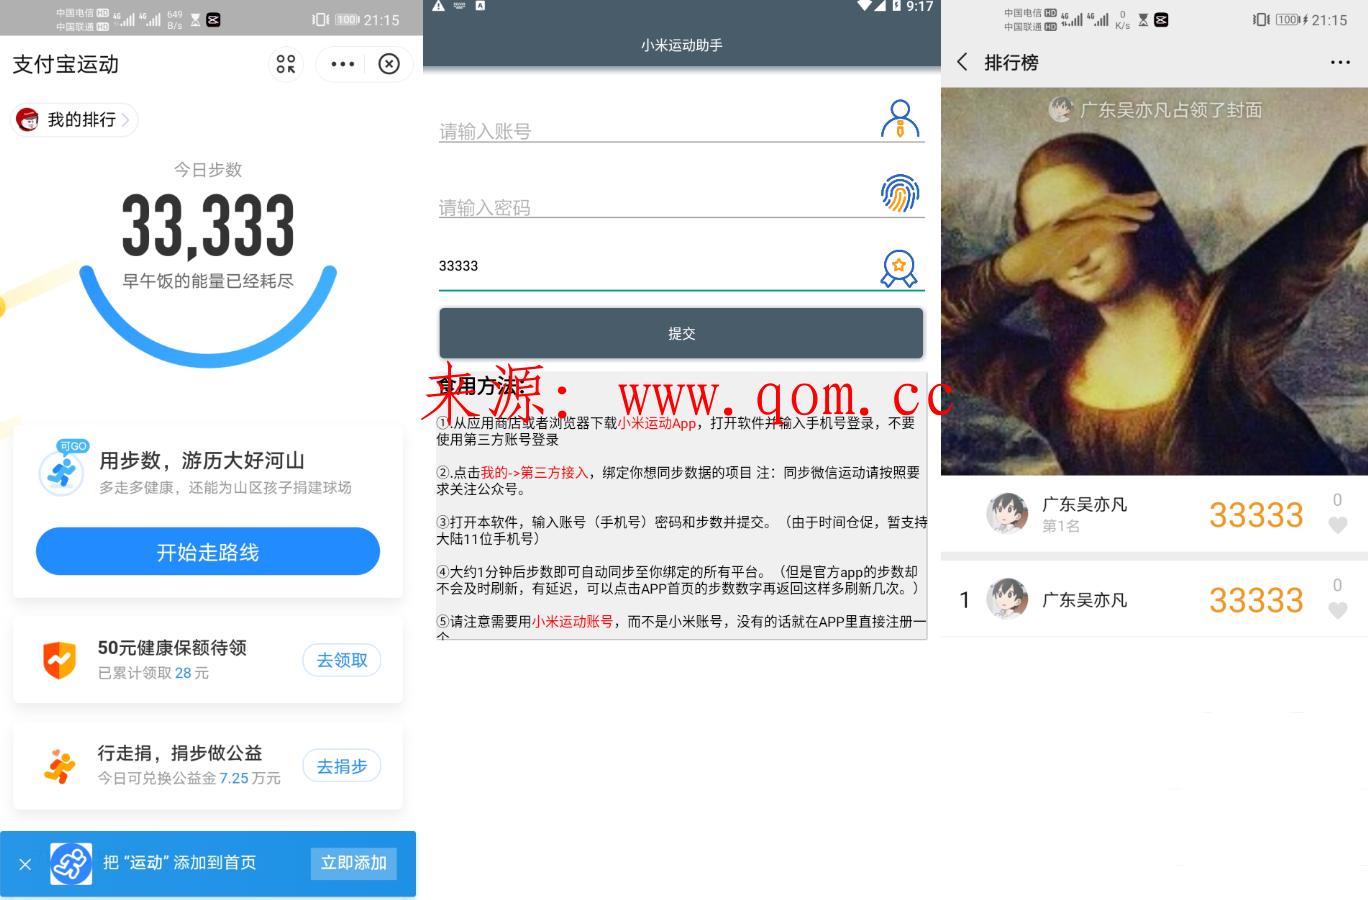 中国电信 HD 4G 4G 649 B/s
中国联通 HD
100 21:15
支付宝运动
我的排行
今日步数
33,333
早午饭的能量已经耗尽
可GO
用步数，游历大好河山
多走多健康，还能为山区孩子捐建球场
开始走路线
50元健康保额待领
已累计领取 28 元
去领取
行走捐，捐步做公益
今日可兑换公益金 7.25 万元
去捐步
把 “运动” 添加到首页
立即添加
9:17
小米运动助手
请输入账号
请输入密码
33333
提交
食用方法：
①.从应用商店或者浏览器下载小米运动App，打开软件并输入手机号登录，不要
使用第三方账号登录
②.点击我的->第三方接入，绑定你想同步数据的项目 注：同步微信运动请按照要
求关注公众号。
③打开本软件，输入账号（手机号）密码和步数并提交。（由于时间仓促，暂支持
大陆11位手机号）
④大约1分钟后步数即可自动同步至你绑定的所有平台。（但是官方app的步数却
不会及时刷新，有延迟，可以点击APP首页的步数数字再返回这样多刷新几次。）
⑤请注意需要用小米运动账号，而不是小米账号，没有的话就在APP里直接注册一
个
来源：www.qom.cc
中国电信 HD 4G 4G 0 K/s
中国联通 HD
100 21:15
排行榜
广东吴亦凡占领了封面
广东吴亦凡
第1名
33333
0
1
广东吴亦凡
33333
0